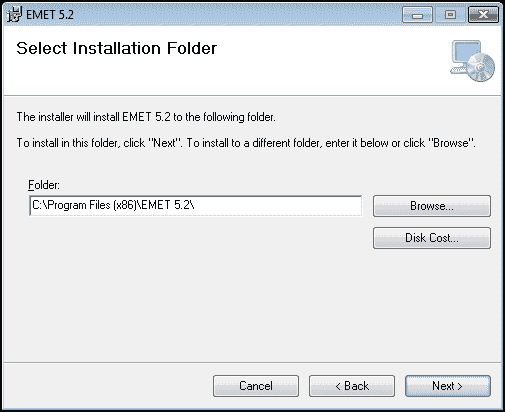 EMET 5.2
Select Installation Folder
The installer will install EMET 5.2 to the following folder.
To install in this folder, click "Next". To install to a different folder, enter it below or click "Browse".
Folder:
C:\Program Files (x86)\EMET 5.2\
Browse...
Disk Cost...
Cancel
< Back
Next >